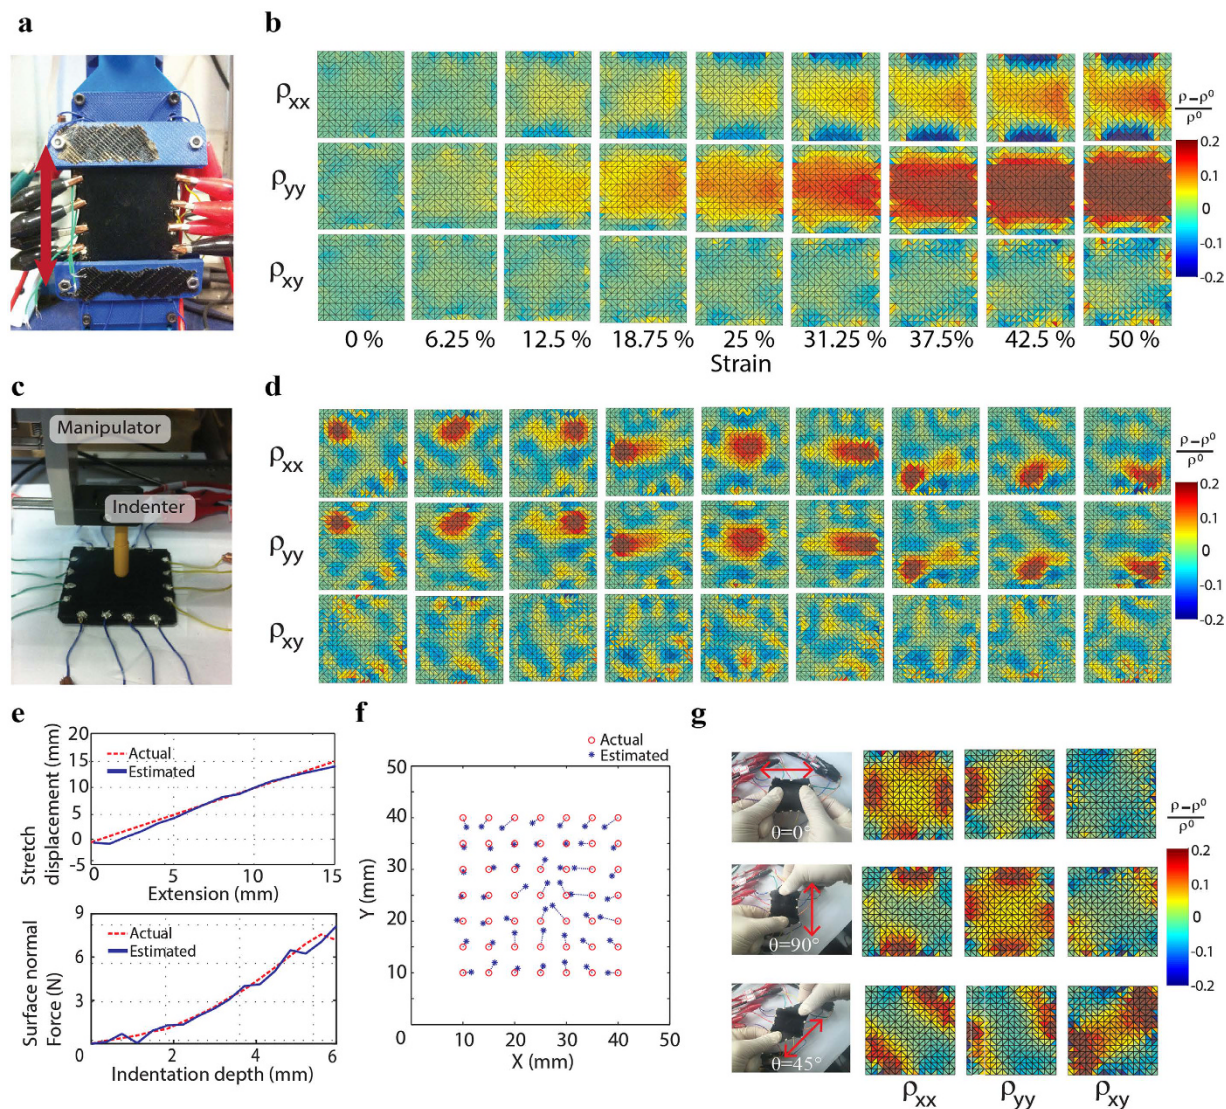 a
b
ρxx
ρyy
ρxy
ρ–ρ⁰
ρ⁰
0.2
0.1
0
-0.1
-0.2
0 %
6.25 %
12.5 %
18.75 %
25 %
31.25 %
37.5%
42.5 %
50 %
Strain
c
Manipulator
Indenter
d
ρxx
ρyy
ρxy
ρ–ρ⁰
ρ⁰
0.2
0.1
0
-0.1
-0.2
e
Stretch
displacement (mm)
20
15
10
5
0
-5
Actual
Estimated
0
5
10
15
Extension (mm)
Surface normal
Force (N)
9
6
3
0
Actual
Estimated
2
4
6
Indentation depth (mm)
f
Actual
Estimated
Y (mm)
50
40
30
20
10
0
0
10
20
30
40
50
X (mm)
g
θ=0°
θ=90°
θ=45°
ρxx
ρyy
ρxy
ρ–ρ⁰
ρ⁰
0.2
0.1
0
-0.1
-0.2